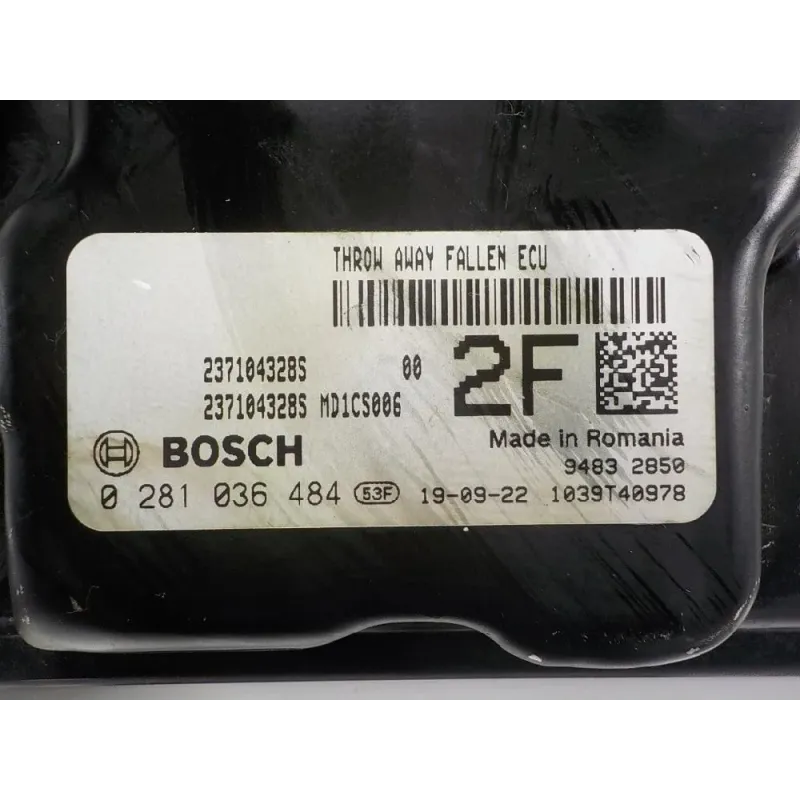 THROW AWAY FALLEN ECU
237104328S 00 2F
237104328S MD1CS006
BOSCH Made in Romania
9483 2850
0 281 036 484 53F 19-09-22 1039T40978